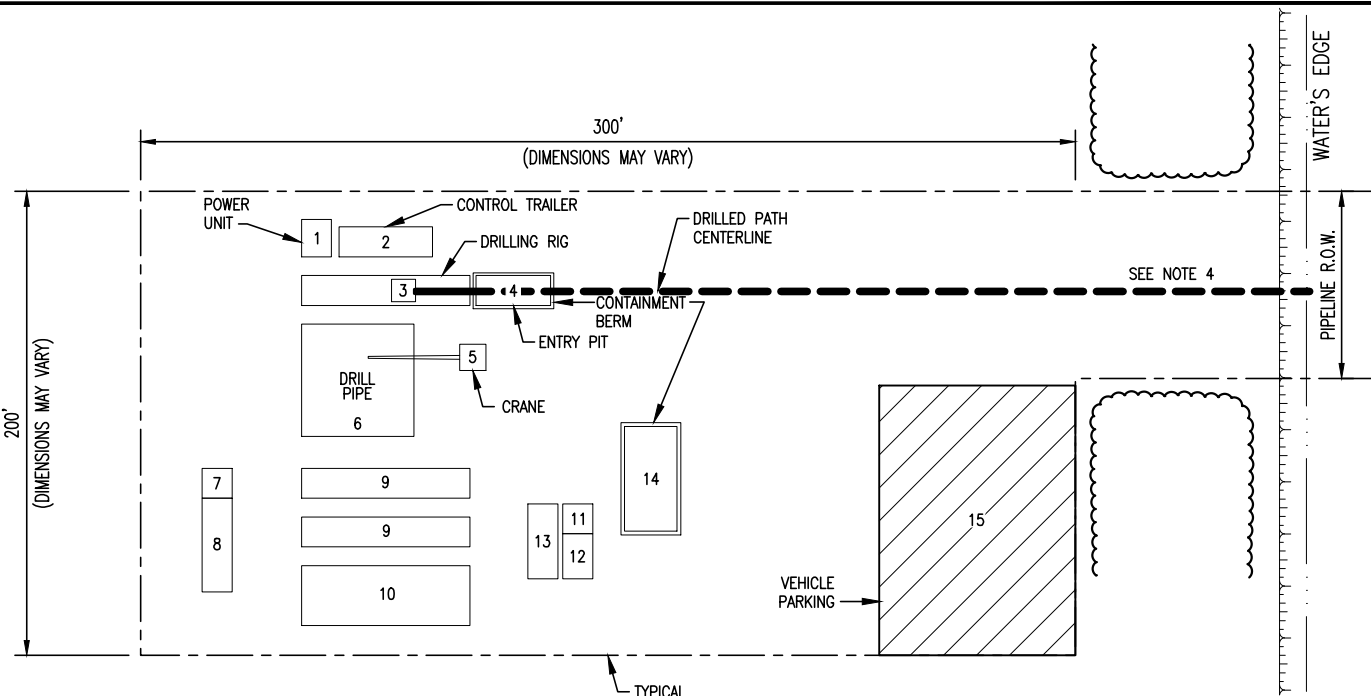 300'
(DIMENSIONS MAY VARY)
WATER'S EDGE
POWER
UNIT
CONTROL TRAILER
DRILLED PATH
CENTERLINE
1
2
DRILLING RIG
SEE NOTE 4
3
4
CONTAINMENT
BERM
ENTRY PIT
PIPELINE R.O.W.
5
DRILL
PIPE
6
CRANE
200'
(DIMENSIONS MAY VARY)
7
9
14
8
9
13
11
12
15
10
VEHICLE
PARKING
TYPICAL